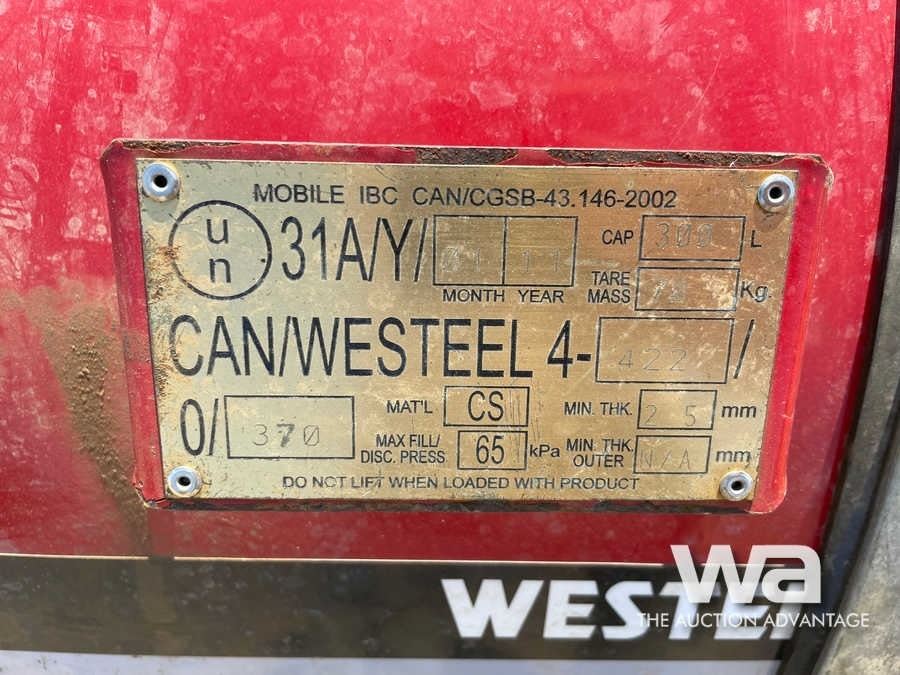 MOBILE IBC CAN/CGSB-43.146-2002
un 31A/Y/ 01 11
MONTH YEAR
CAP 300 L
TARE MASS Kg.
CAN/WESTEEL 4- 422 /
0/ 370
MAT'L CS
MIN. THK. 2 5 mm
MAX FILL/ DISC. PRESS. 65 kPa
MIN. THK OUTER N/A mm
DO NOT LIFT WHEN LOADED WITH PRODUCT
WESTE
wa
THE AUCTION ADVANTAGE